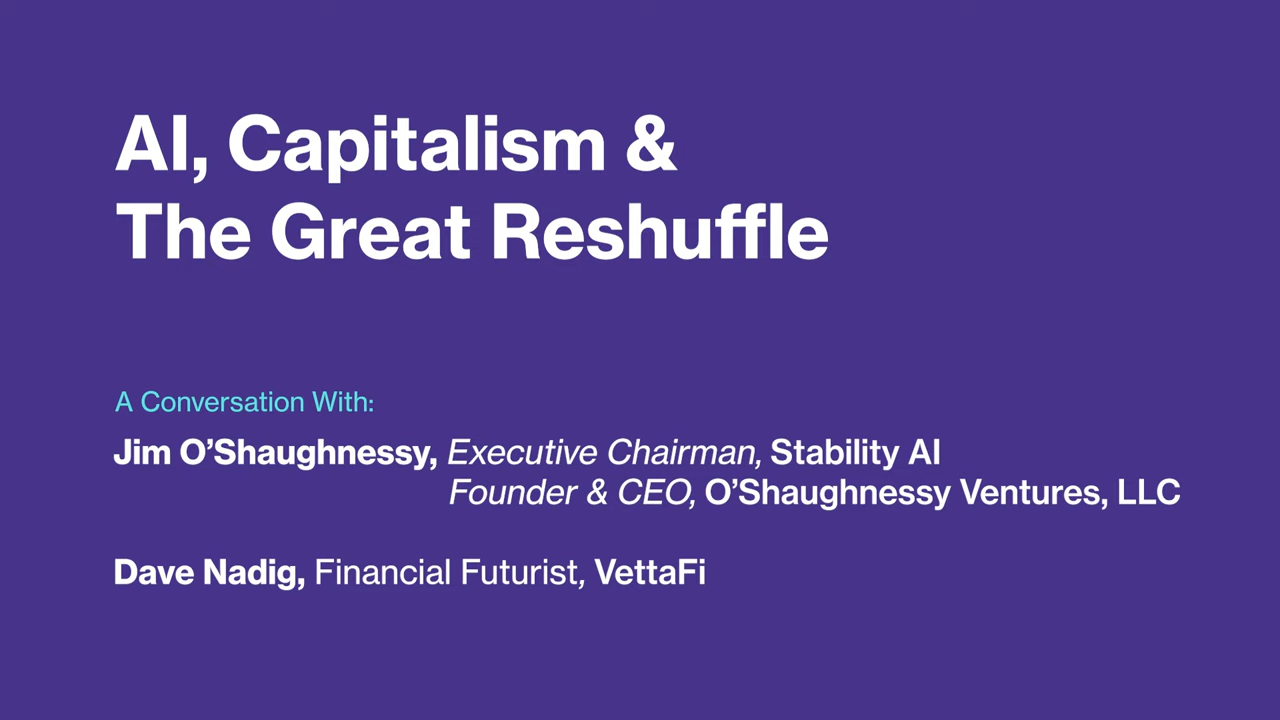 AI, Capitalism &
The Great Reshuffle
A Conversation With:
Jim O’Shaughnessy, Executive Chairman, Stability AI
Founder & CEO, O’Shaughnessy Ventures, LLC
Dave Nadig, Financial Futurist, VettaFi